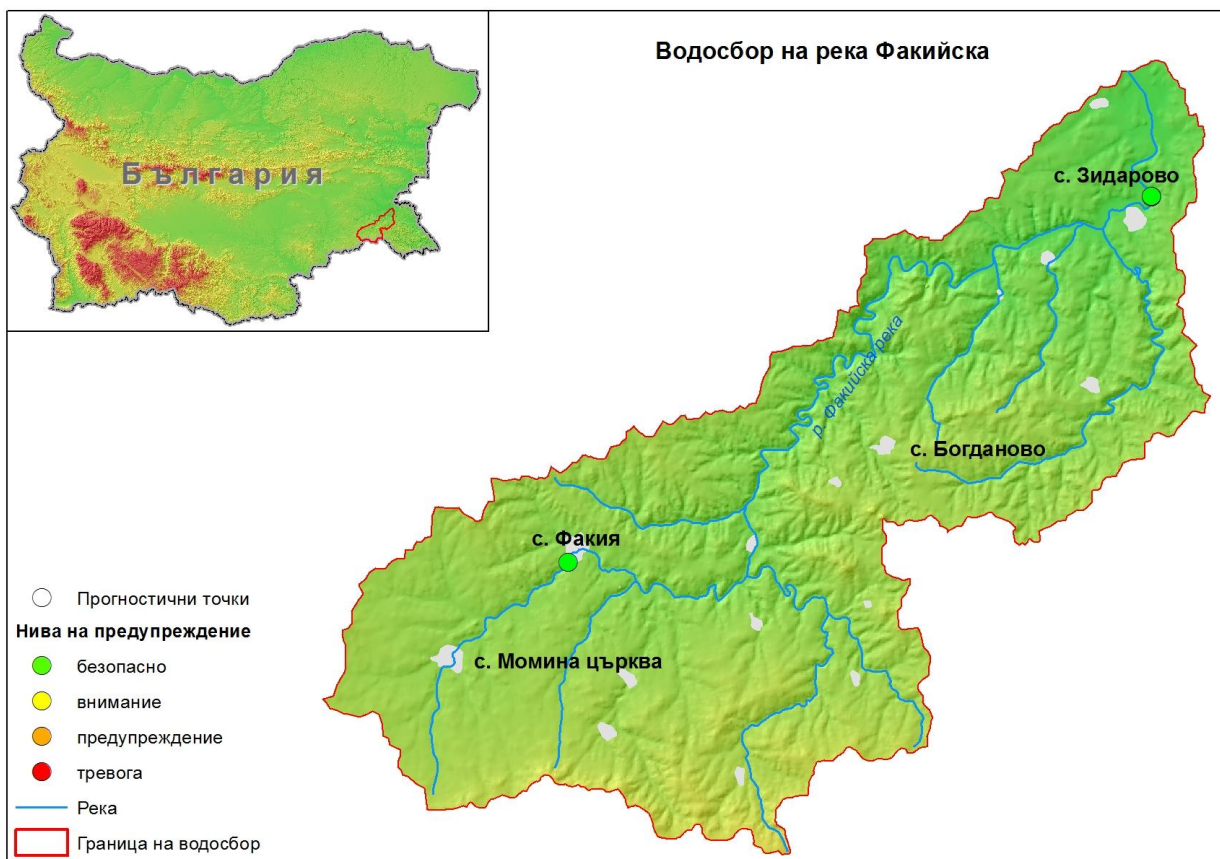 Водосбор на река Факийска
България
с. Зидарово
р. Факийска река
с. Богданово
с. Факия
с. Момина църква
Прогностични точки
Нива на предупреждение
безопасно
внимание
предупреждение
тревога
Река
Граница на водосбор